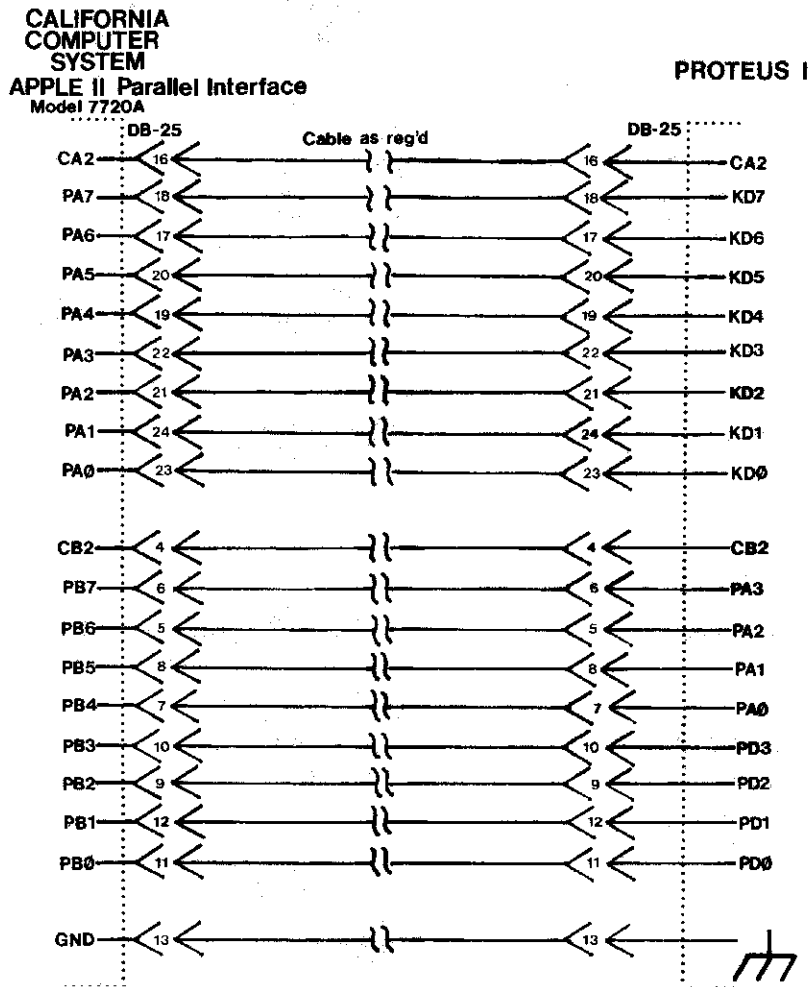 CALIFORNIA
COMPUTER
SYSTEM
APPLE II Parallel Interface
Model 7720A
PROTEUS I
DB-25 Cable as reg'd DB-25
CA2 16 16 CA2
PA7 18 18 KD7
PA6 17 17 KD6
PA5 20 20 KD5
PA4 19 19 KD4
PA3 22 22 KD3
PA2 21 21 KD2
PA1 24 24 KD1
PAØ 23 23 KDØ
CB2 4 4 CB2
PB7 6 6 PA3
PB6 5 5 PA2
PB5 8 8 PA1
PB4 7 7 PAØ
PB3 10 10 PD3
PB2 9 9 PD2
PB1 12 12 PD1
PBØ 11 11 PDØ
GND 13 13